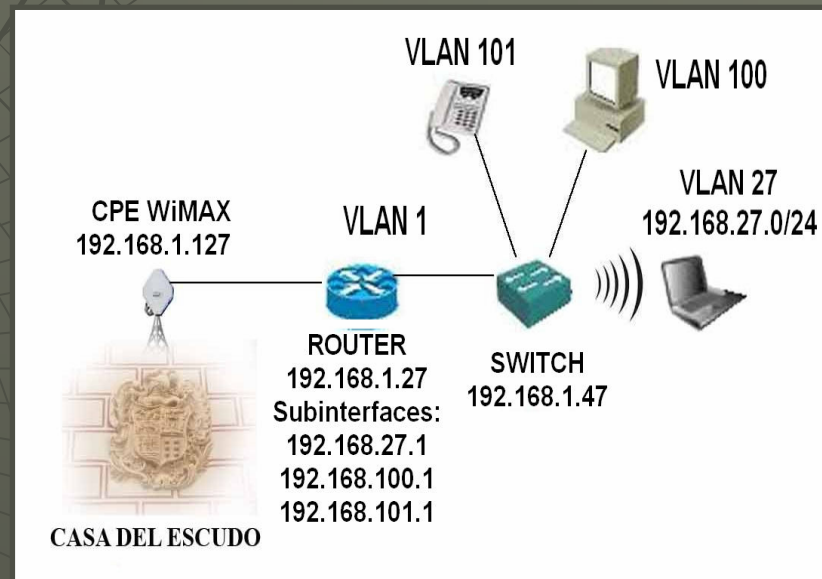 VLAN 101
VLAN 100
VLAN 27
192.168.27.0/24
CPE WiMAX
192.168.1.127
VLAN 1
ROUTER
192.168.1.27
Subinterfaces:
192.168.27.1
192.168.100.1
192.168.101.1
SWITCH
192.168.1.47
CASA DEL ESCUDO